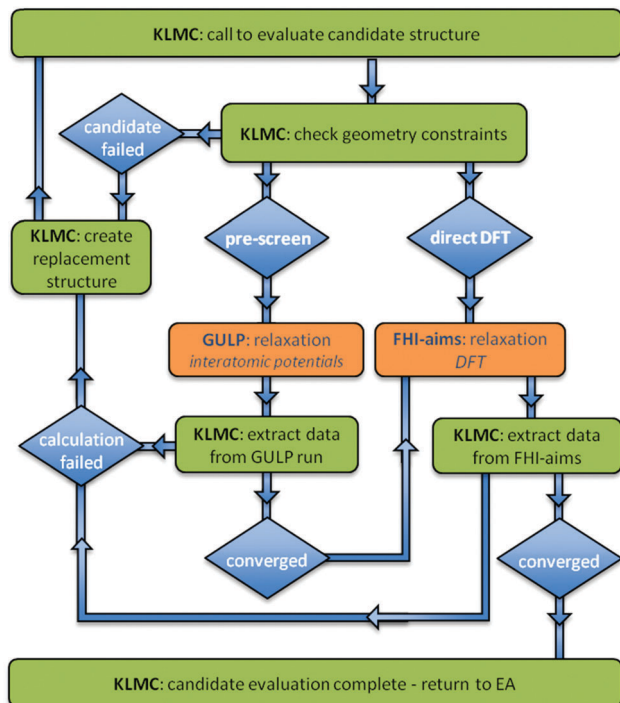 KLMC: call to evaluate candidate structure
candidate
failed
KLMC: check geometry constraints
KLMC: create
replacement
structure
pre-screen
direct DFT
GULP: relaxation
interatomic potentials
FHI-aims: relaxation
DFT
calculation
failed
KLMC: extract data
from GULP run
KLMC: extract data
from FHI-aims
converged
converged
KLMC: candidate evaluation complete - return to EA